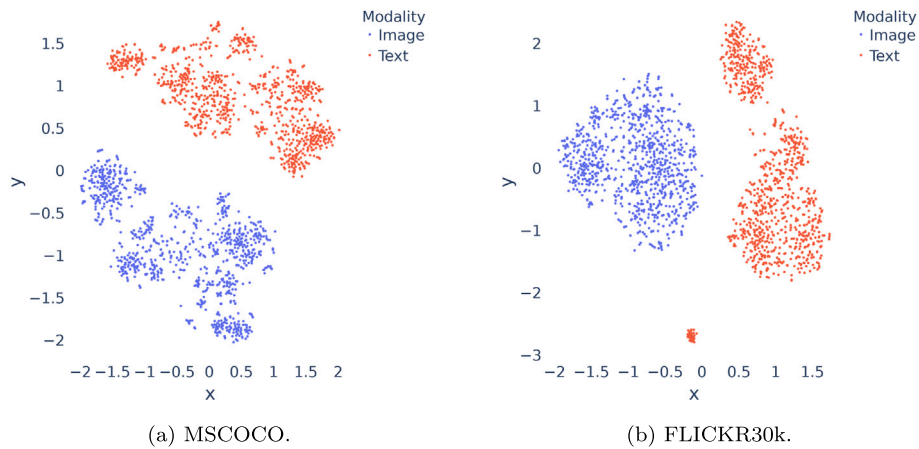 Modality
Image
Text
1.5
1
0.5
0
−0.5
−1
−1.5
−2
y
−2 −1.5 −1 −0.5 0 0.5 1 1.5 2
x
(a) MSCOCO.
Modality
Image
Text
2
1
0
−1
−2
−3
y
−2 −1.5 −1 −0.5 0 0.5 1 1.5
x
(b) FLICKR30k.